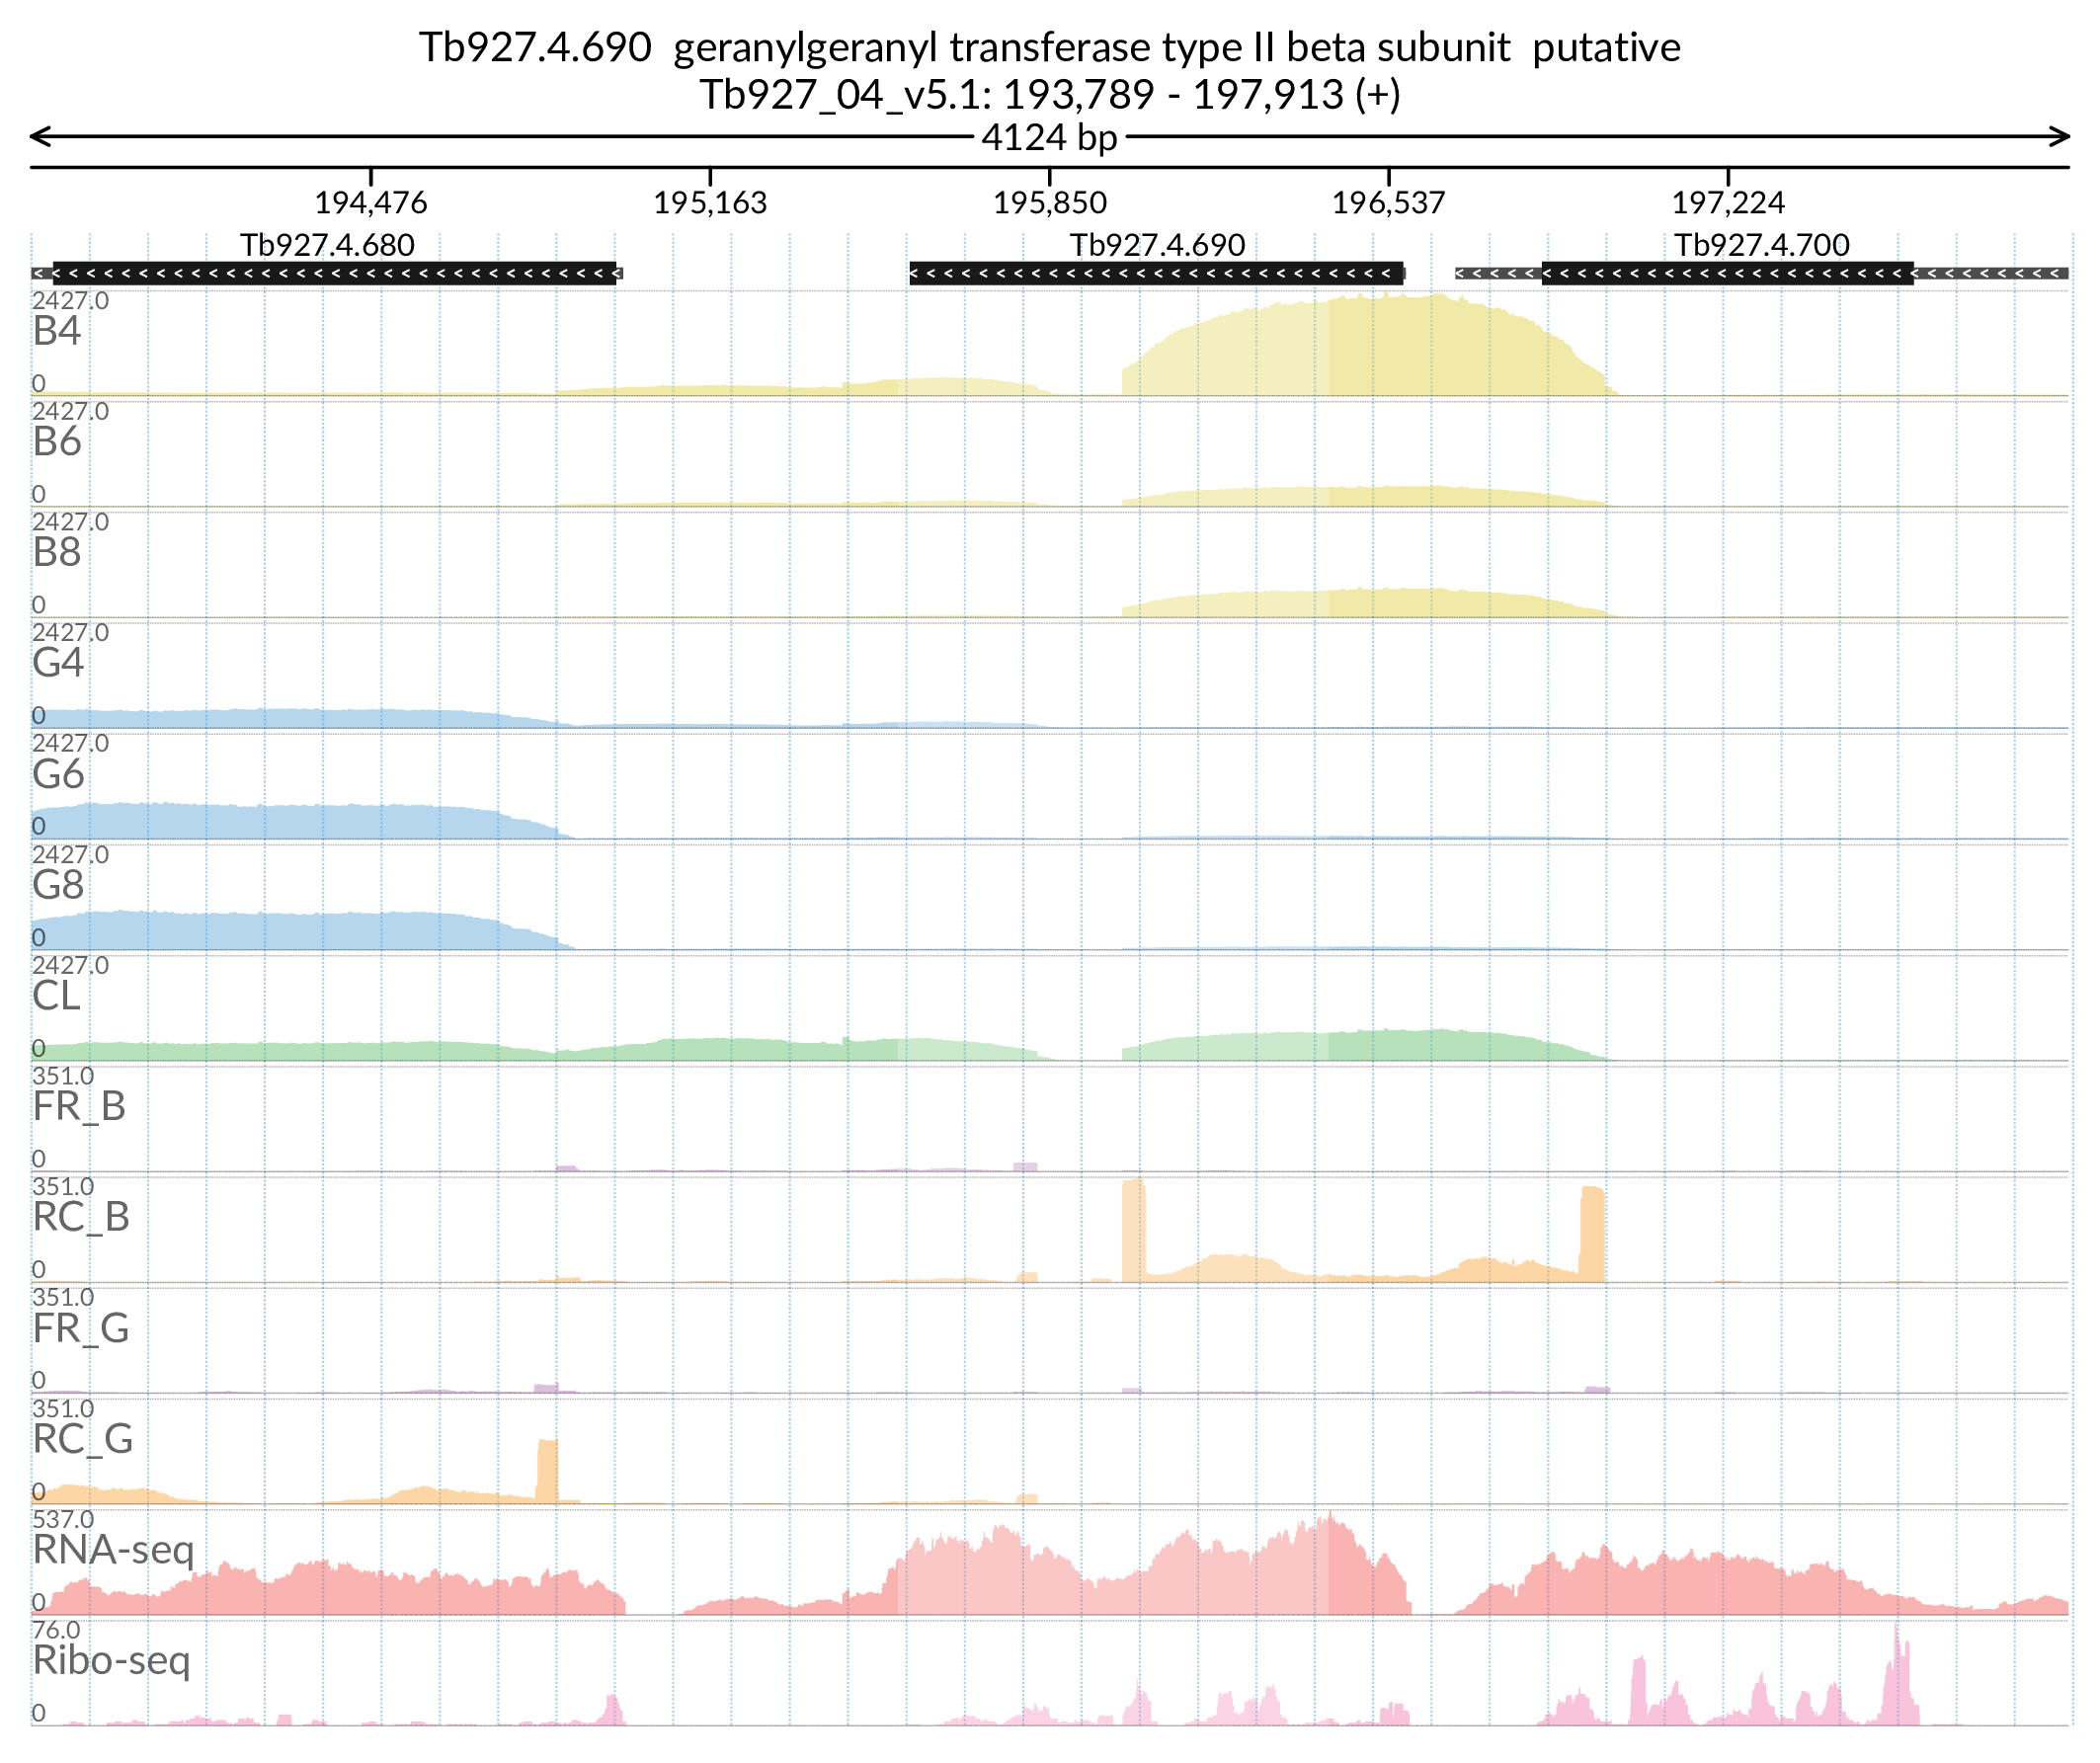 Tb927.4.690  geranylgeranyl transferase type II beta subunit  putative
Tb927_04_v5.1: 193,789 - 197,913 (+)
4124 bp
194,476 195,163 195,850 196,537 197,224
Tb927.4.680 Tb927.4.690 Tb927.4.700
2427.0
B4
0
2427.0
B6
0
2427.0
B8
0
2427.0
G4
0
2427.0
G6
0
2427.0
G8
0
2427.0
CL
0
351.0
FR_B
0
351.0
RC_B
0
351.0
FR_G
0
351.0
RC_G
0
537.0
RNA-seq
0
76.0
Ribo-seq
0